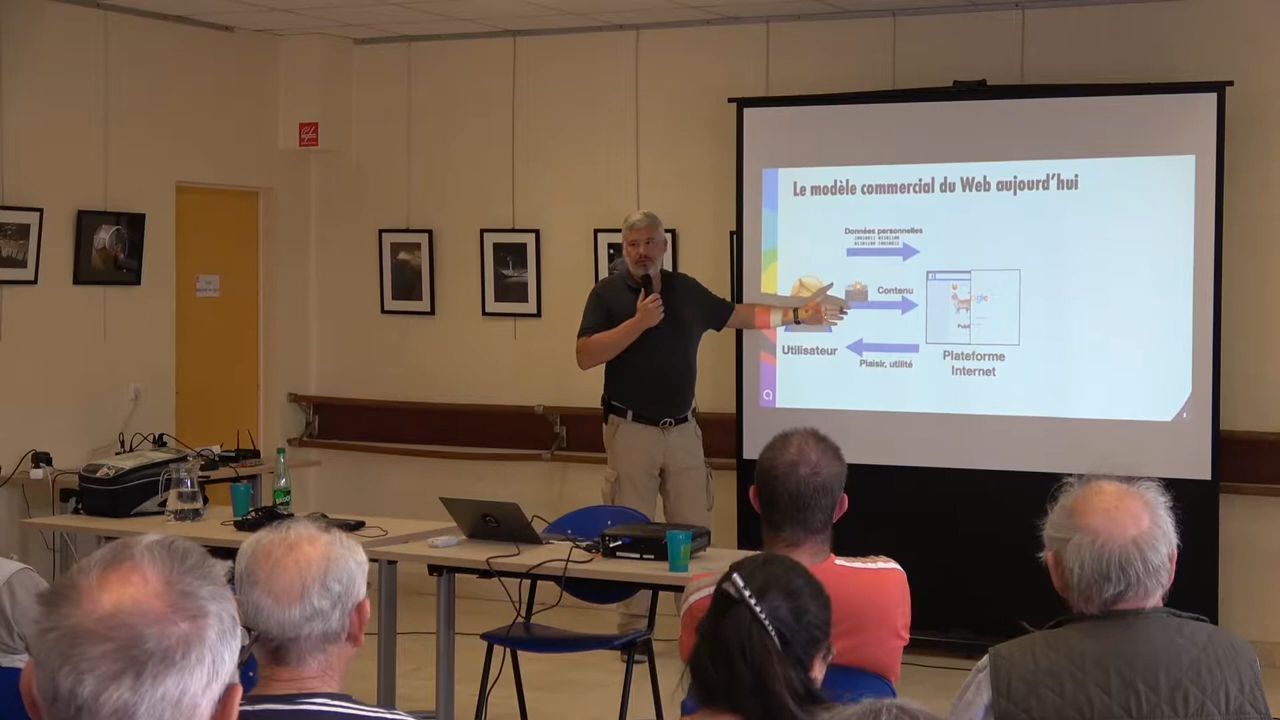 Le modèle commercial du Web aujourd'hui
Données personnelles
Contenu
Utilisateur
Plaisir, utilité
Plateforme
Internet